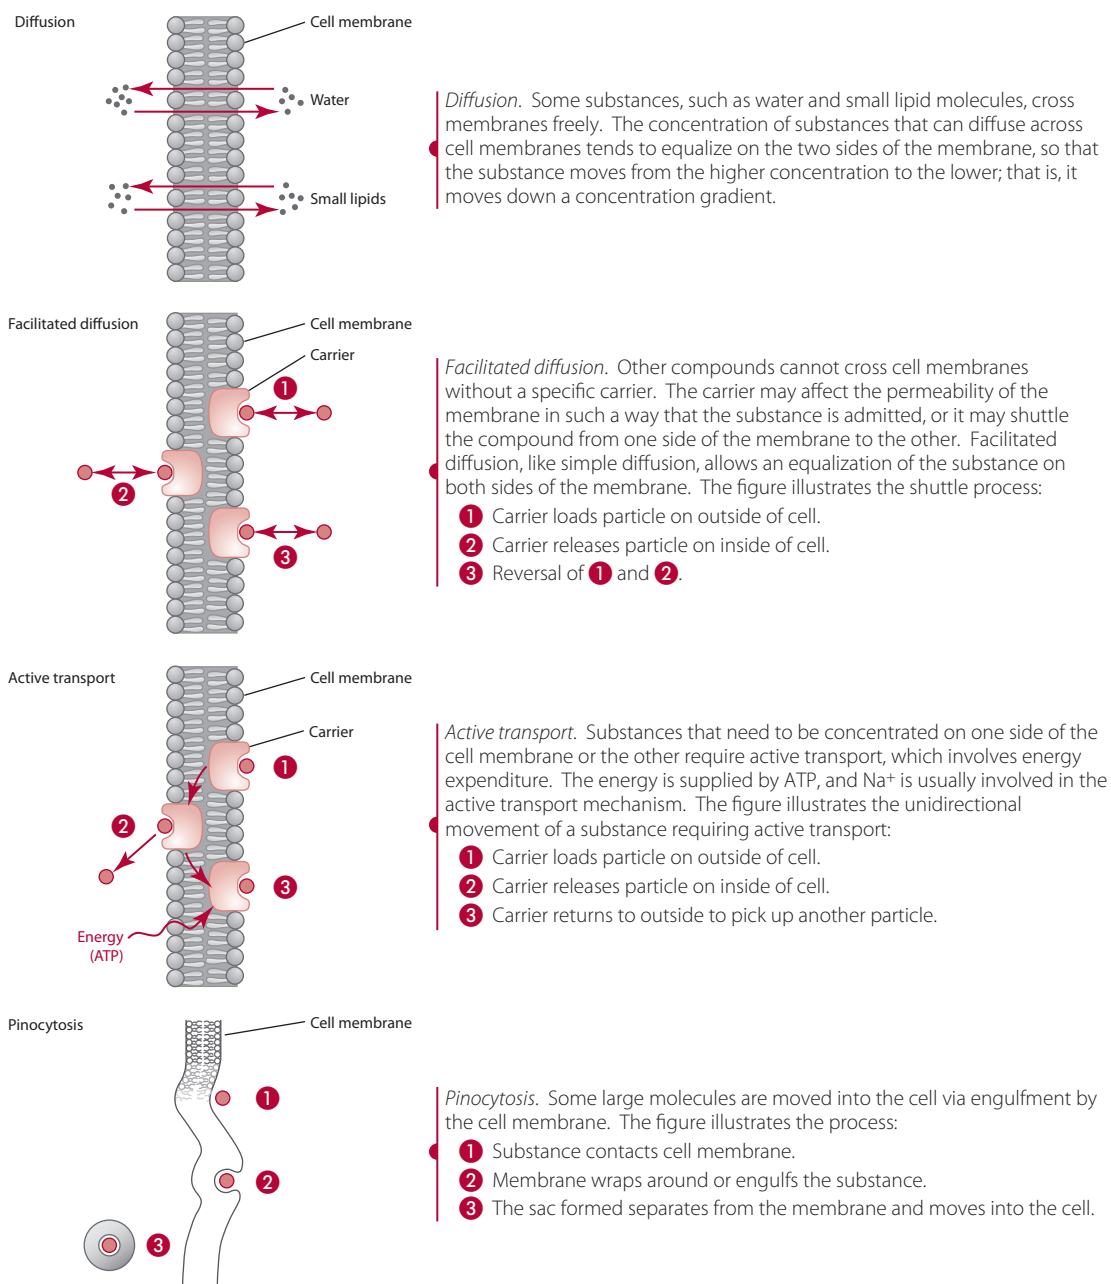 Diffusion
Cell membrane
Water
Small lipids
Diffusion. Some substances, such as water and small lipid molecules, cross
membranes freely. The concentration of substances that can diffuse across
cell membranes tends to equalize on the two sides of the membrane, so that
the substance moves from the higher concentration to the lower; that is, it
moves down a concentration gradient.
Facilitated diffusion
Cell membrane
Carrier
1
2
3
Facilitated diffusion. Other compounds cannot cross cell membranes
without a specific carrier. The carrier may affect the permeability of the
membrane in such a way that the substance is admitted, or it may shuttle
the compound from one side of the membrane to the other. Facilitated
diffusion, like simple diffusion, allows an equalization of the substance on
both sides of the membrane. The figure illustrates the shuttle process:
1 Carrier loads particle on outside of cell.
2 Carrier releases particle on inside of cell.
3 Reversal of 1 and 2.
Active transport
Cell membrane
Carrier
1
2
3
Energy
(ATP)
Active transport. Substances that need to be concentrated on one side of the
cell membrane or the other require active transport, which involves energy
expenditure. The energy is supplied by ATP, and Na+ is usually involved in the
active transport mechanism. The figure illustrates the unidirectional
movement of a substance requiring active transport:
1 Carrier loads particle on outside of cell.
2 Carrier releases particle on inside of cell.
3 Carrier returns to outside to pick up another particle.
Pinocytosis
Cell membrane
1
2
3
Pinocytosis. Some large molecules are moved into the cell via engulfment by
the cell membrane. The figure illustrates the process:
1 Substance contacts cell membrane.
2 Membrane wraps around or engulfs the substance.
3 The sac formed separates from the membrane and moves into the cell.